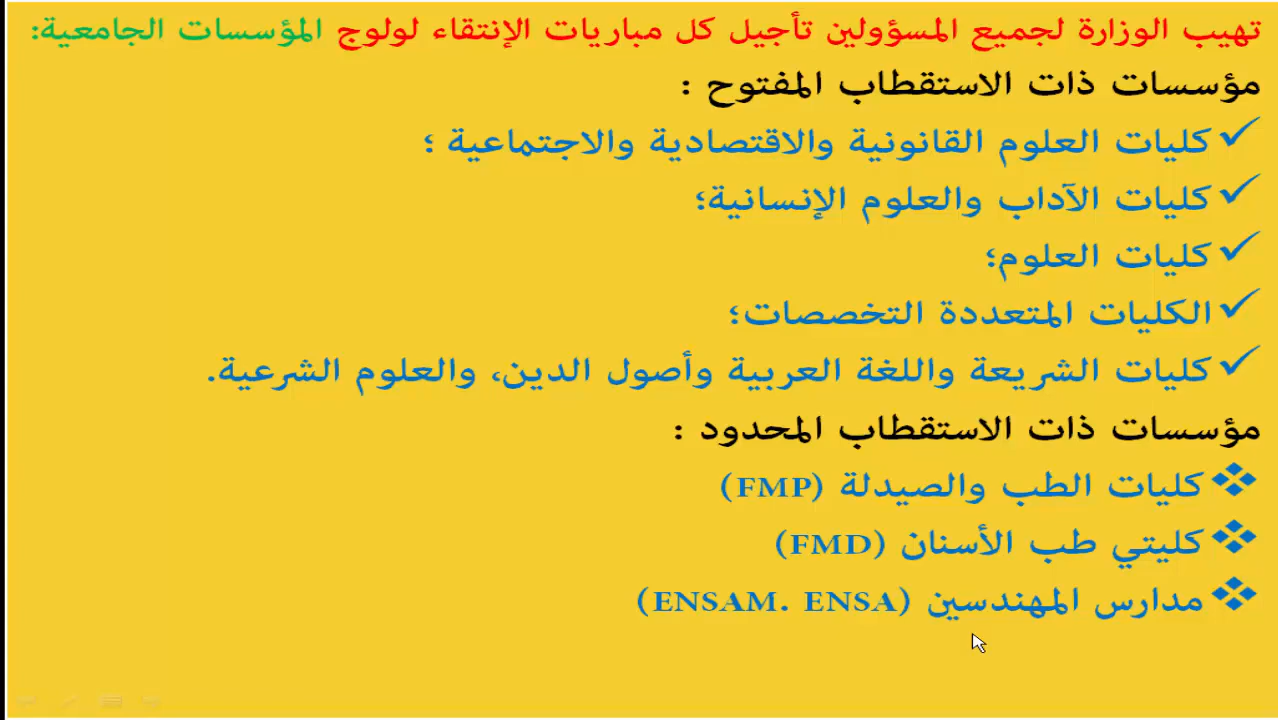 تهيب الوزارة لجميع المسؤولين تأجيل كل مباريات الإنتقاء لولوج المؤسسات الجامعية:
مؤسسات ذات الاستقطاب المفتوح :
كليات العلوم القانونية والاقتصادية والاجتماعية ؛
كليات الآداب والعلوم الإنسانية؛
كليات العلوم؛
الكليات المتعددة التخصصات؛
كليات الشريعة واللغة العربية وأصول الدين، والعلوم الشرعية.
مؤسسات ذات الاستقطاب المحدود :
كليات الطب والصيدلة (FMP)
كليتي طب الأسنان (FMD)
مدارس المهندسين (ENSAM. ENSA)